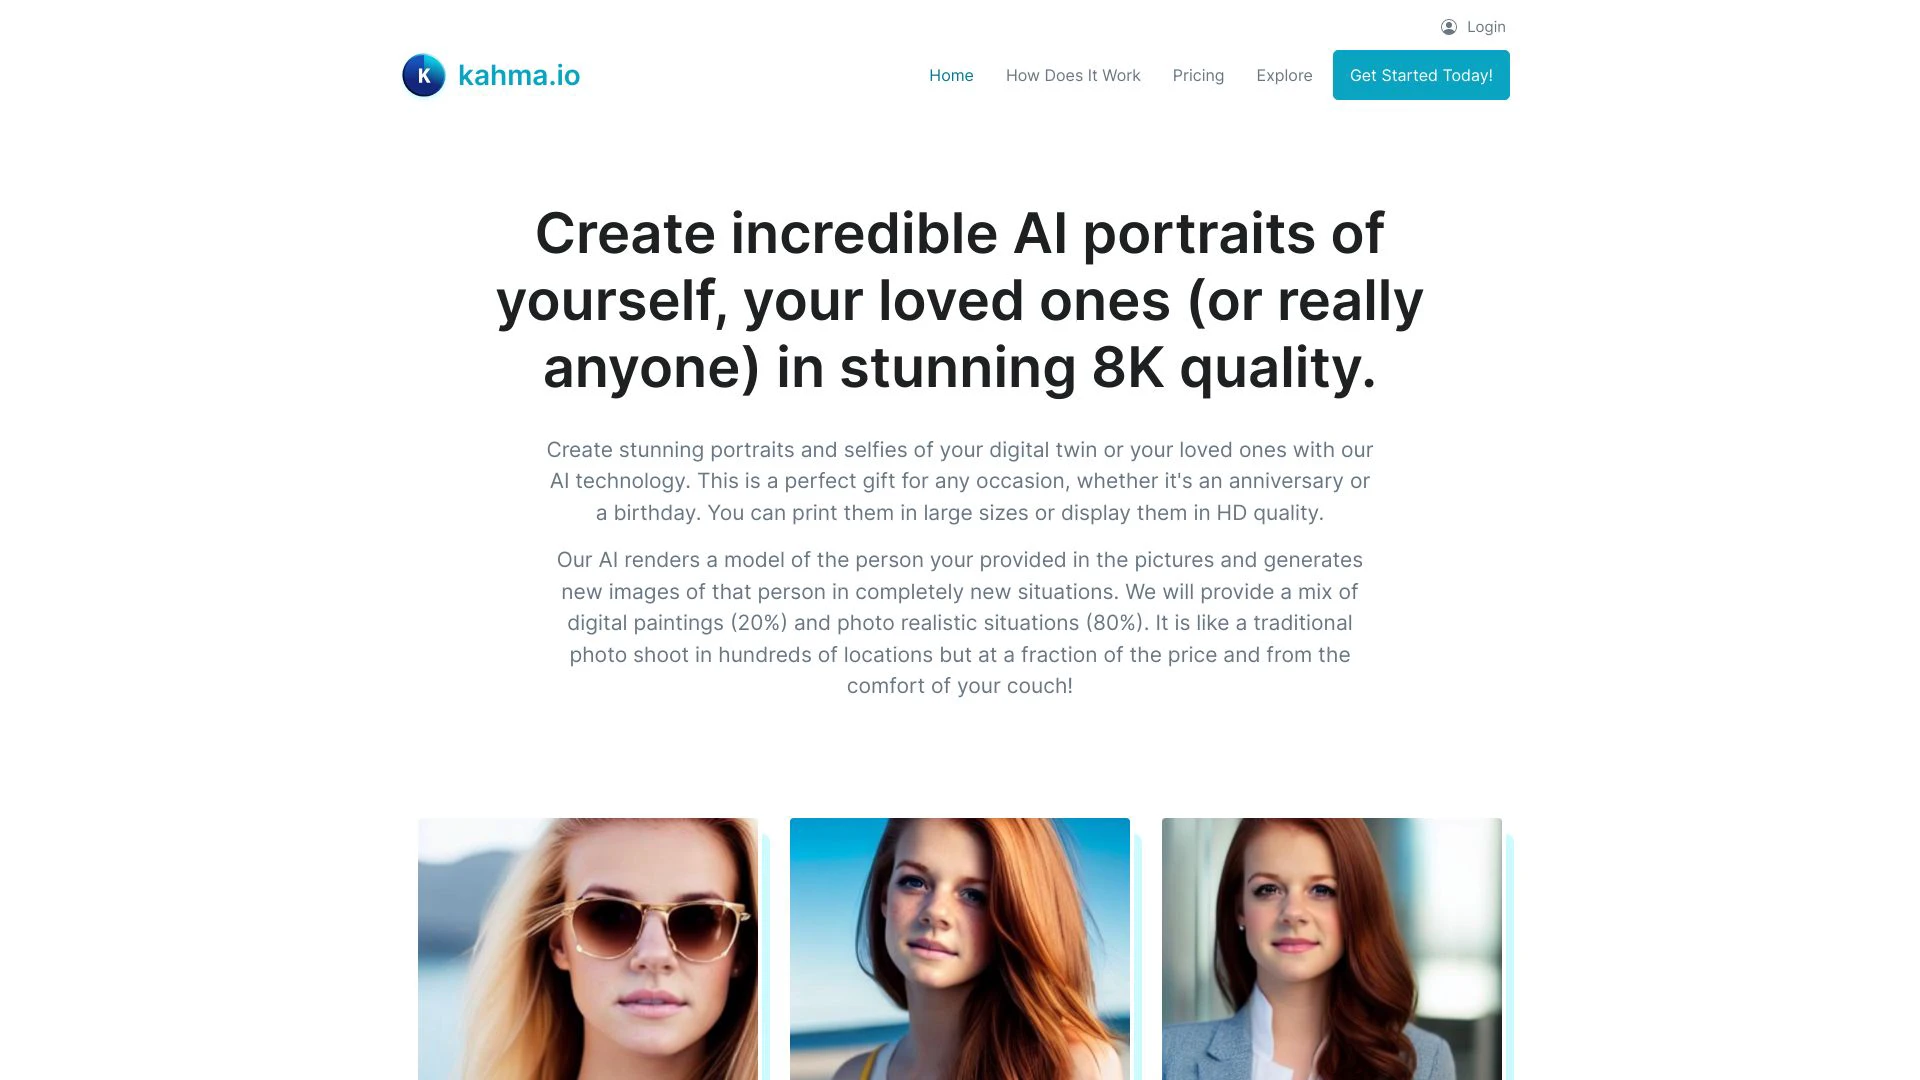 Login
K kahma.io
Home How Does It Work Pricing Explore Get Started Today!
Create incredible AI portraits of
yourself, your loved ones (or really
anyone) in stunning 8K quality.
Create stunning portraits and selfies of your digital twin or your loved ones with our
AI technology. This is a perfect gift for any occasion, whether it's an anniversary or
a birthday. You can print them in large sizes or display them in HD quality.
Our AI renders a model of the person your provided in the pictures and generates
new images of that person in completely new situations. We will provide a mix of
digital paintings (20%) and photo realistic situations (80%). It is like a traditional
photo shoot in hundreds of locations but at a fraction of the price and from the
comfort of your couch!